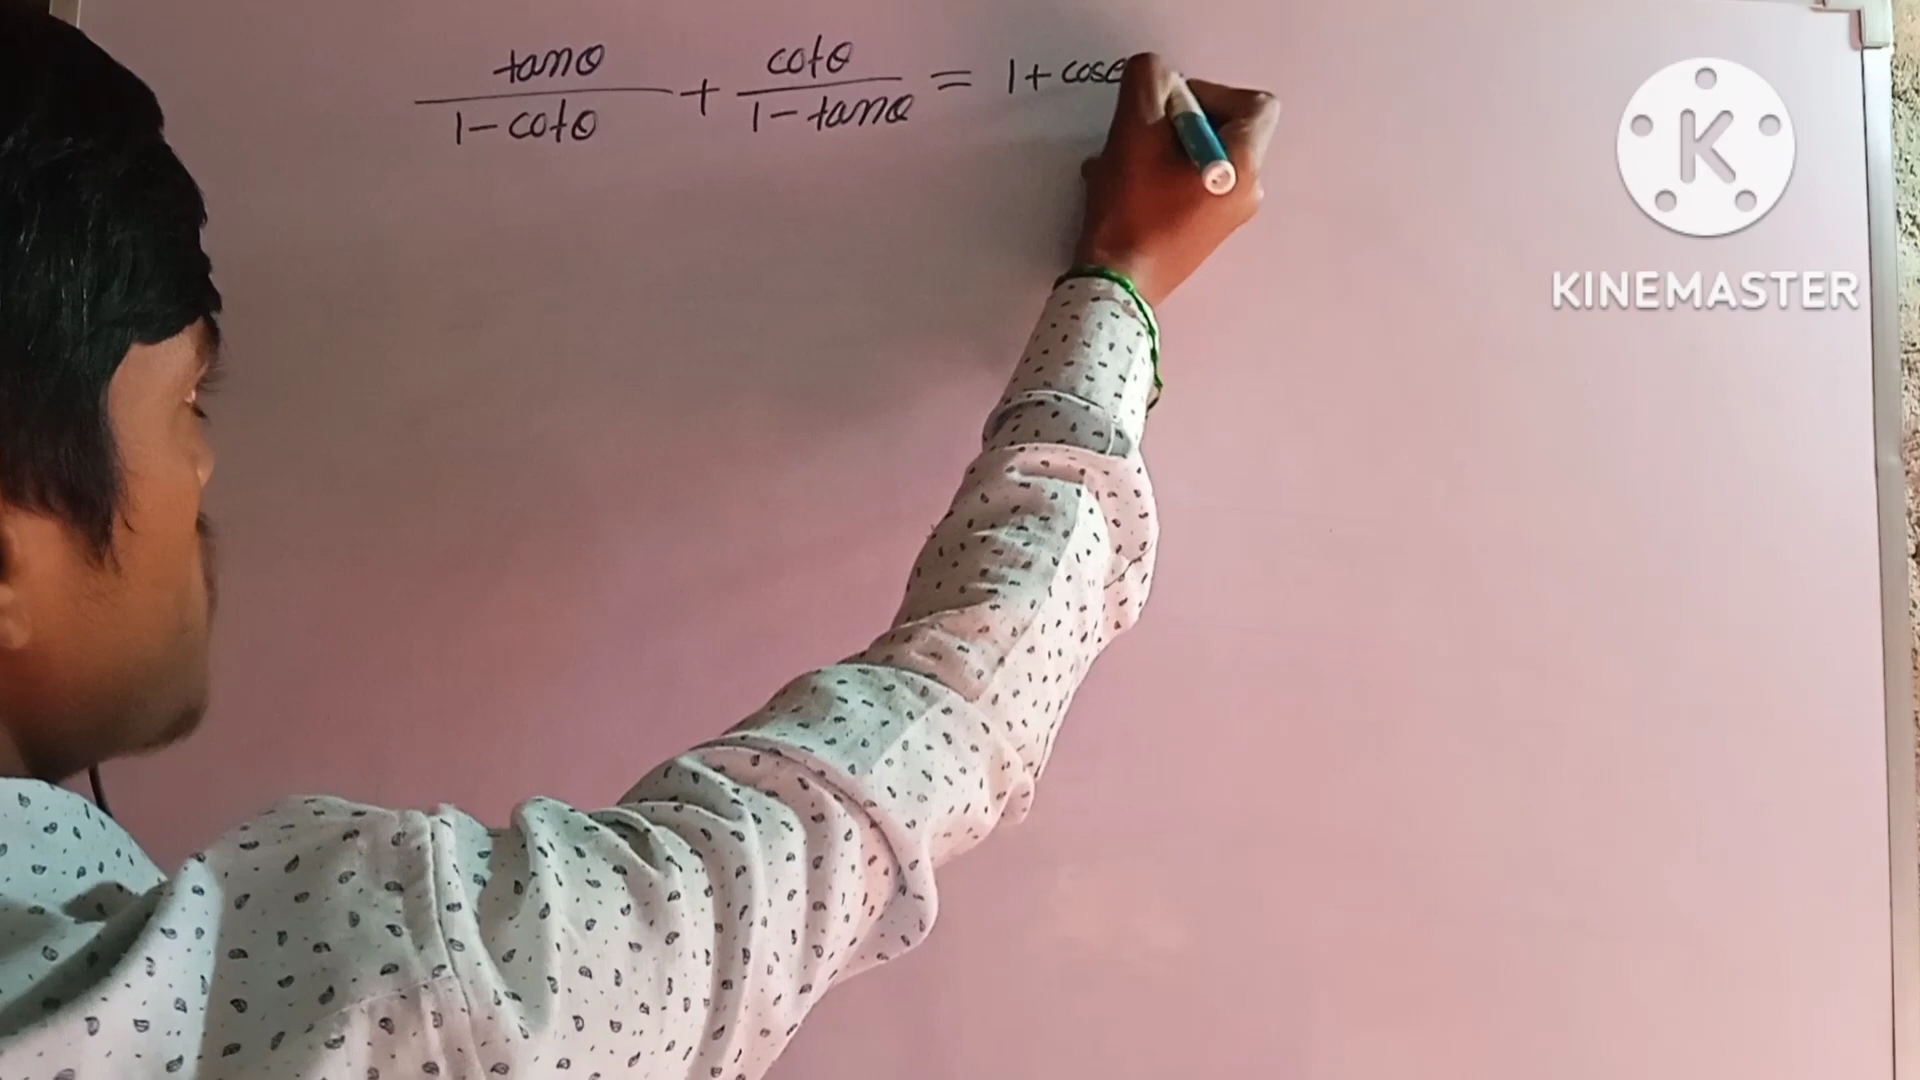 tanθ/(1-cotθ) + cotθ/(1-tanθ) = 1+cose
KINEMASTER